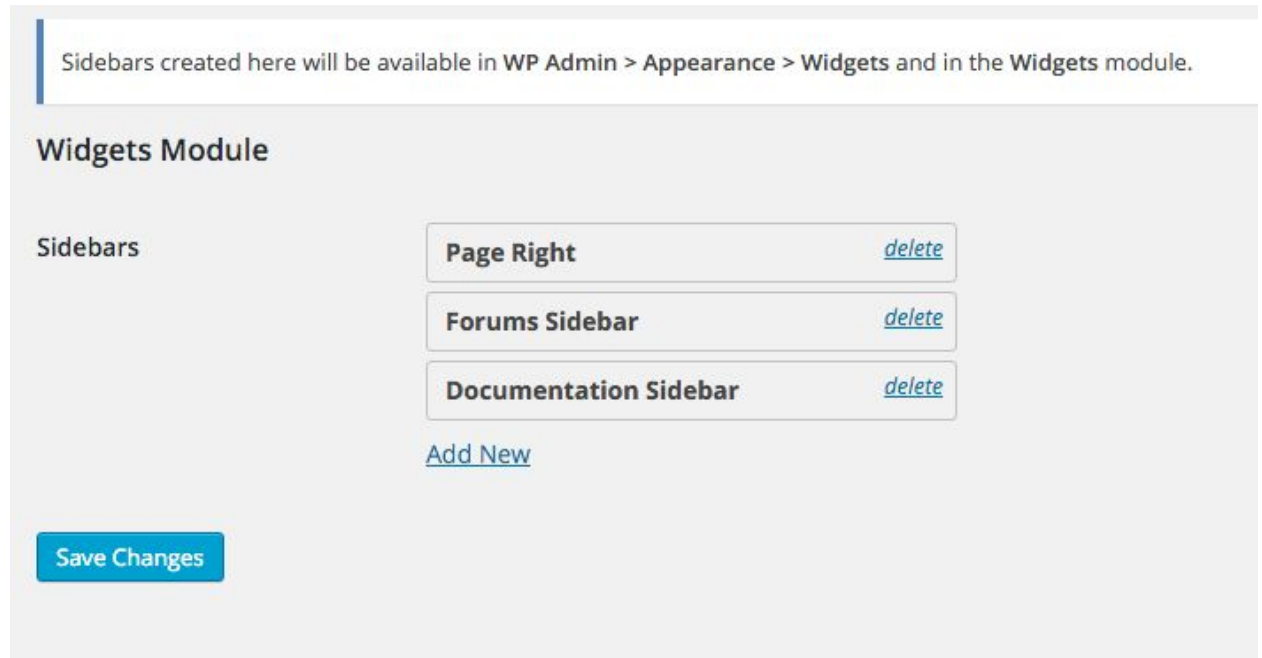 Sidebars created here will be available in WP Admin > Appearance > Widgets and in the Widgets module.
Widgets Module
Sidebars
Page Right delete
Forums Sidebar delete
Documentation Sidebar delete
Add New
Save Changes